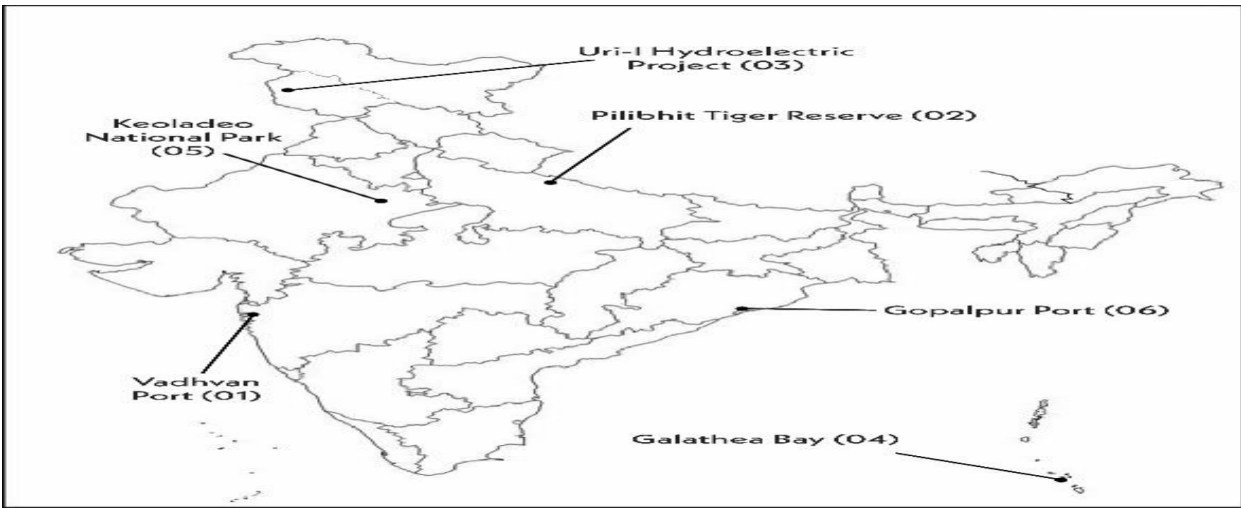 Uri-I Hydroelectric
Project (03)
Pilibhit Tiger Reserve (02)
Keoladeo
National Park
(05)
Gopalpur Port (06)
Vadhvan
Port (01)
Galathea Bay (04)